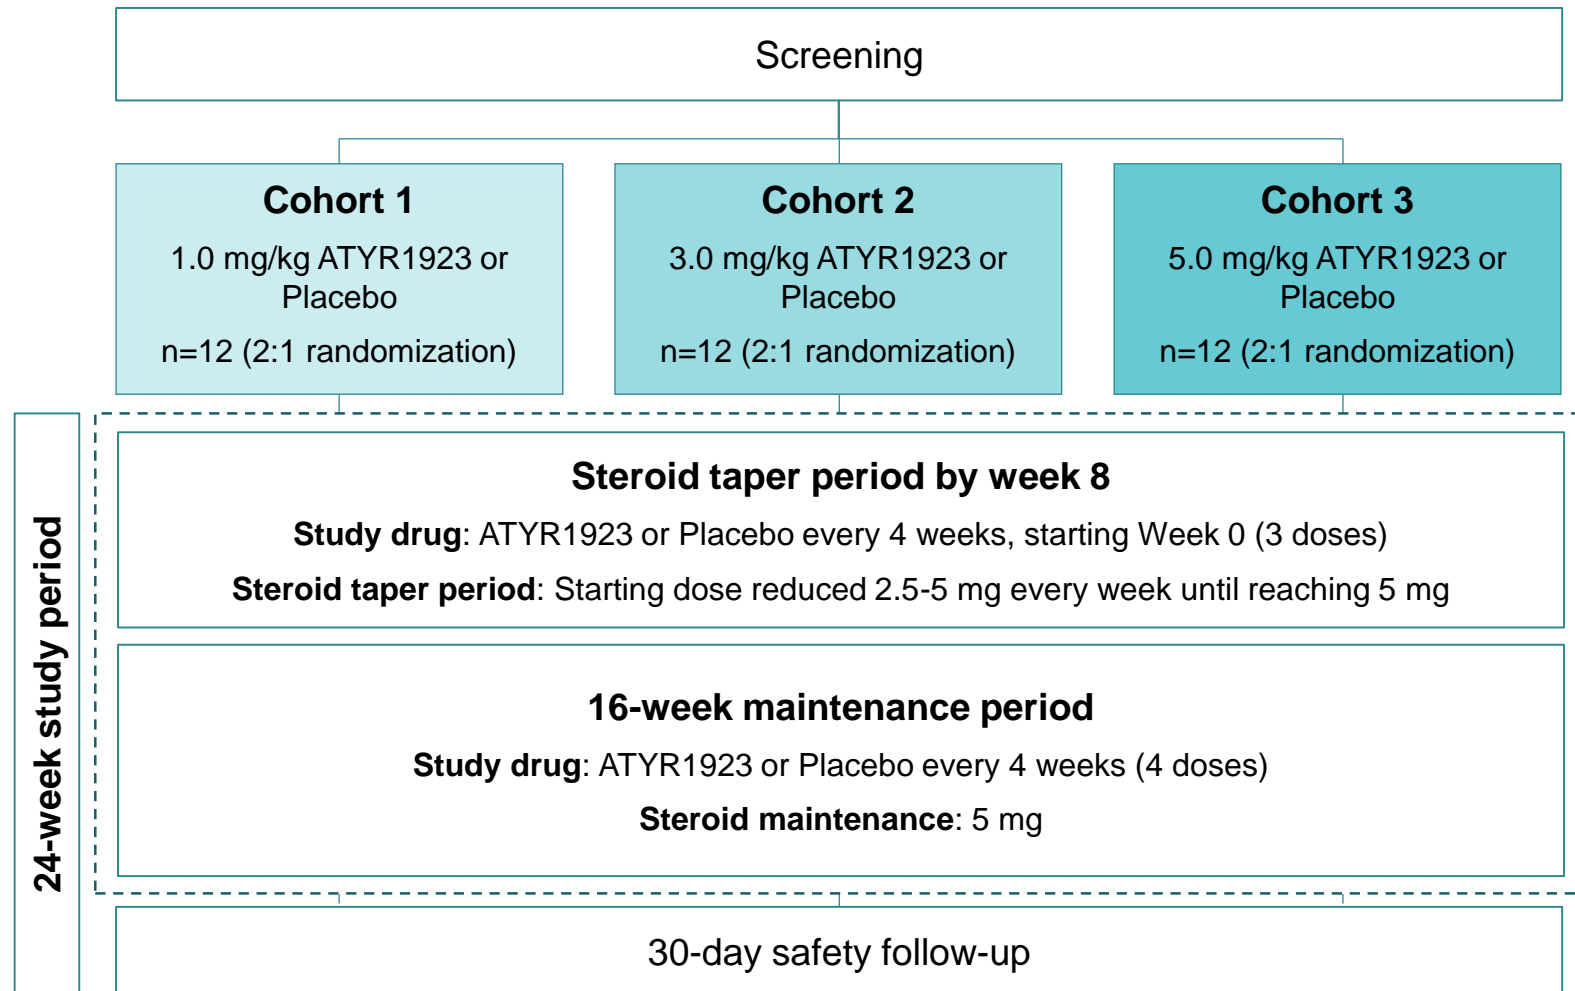 Screening
Cohort 1
1.0 mg/kg ATYR1923 or
Placebo
n=12 (2:1 randomization)
Cohort 2
3.0 mg/kg ATYR1923 or
Placebo
n=12 (2:1 randomization)
Cohort 3
5.0 mg/kg ATYR1923 or
Placebo
n=12 (2:1 randomization)
24-week study period
Steroid taper period by week 8
Study drug: ATYR1923 or Placebo every 4 weeks, starting Week 0 (3 doses)
Steroid taper period: Starting dose reduced 2.5-5 mg every week until reaching 5 mg
16-week maintenance period
Study drug: ATYR1923 or Placebo every 4 weeks (4 doses)
Steroid maintenance: 5 mg
30-day safety follow-up